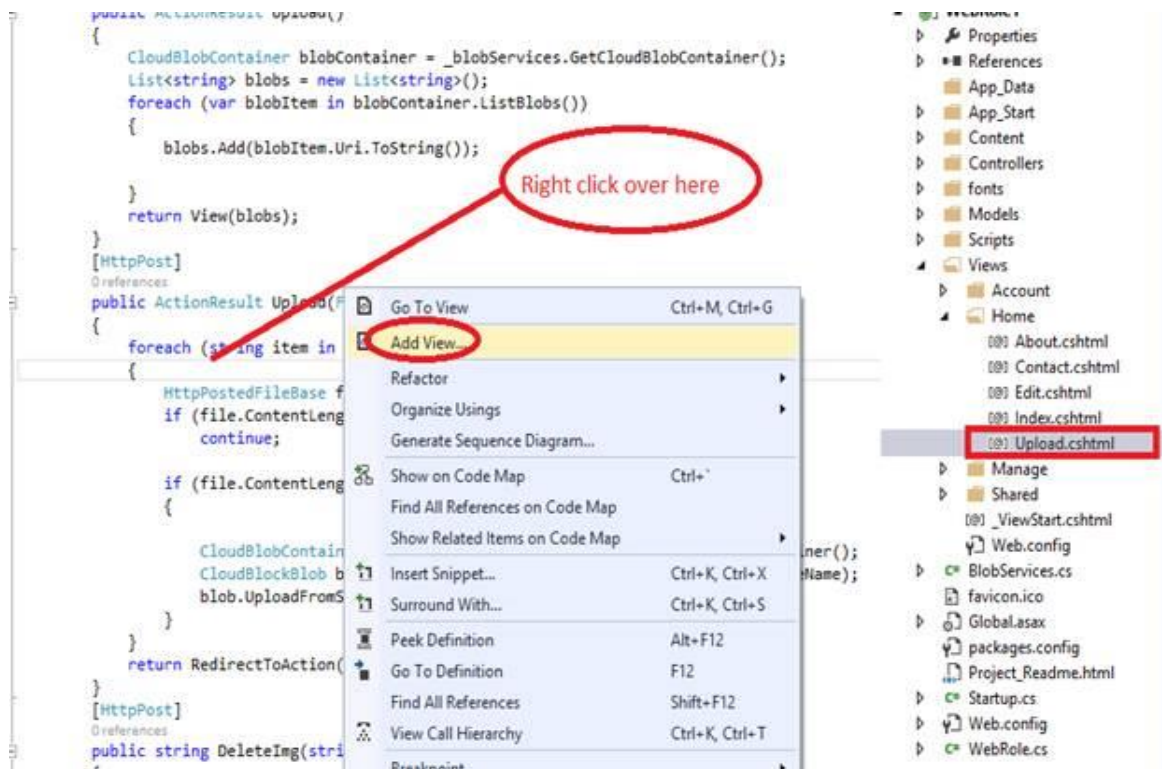 public ActionResult Upload()
{
CloudBlobContainer blobContainer = _blobServices.GetCloudBlobContainer();
List<string> blobs = new List<string>();
foreach (var blobItem in blobContainer.ListBlobs())
{
blobs.Add(blobItem.Uri.ToString());
}
return View(blobs);
}
[HttpPost]
0 references
public ActionResult Upload(F
{
foreach (string item in
{
HttpPostedFileBase f
if (file.ContentLeng
continue;
if (file.ContentLeng
{
CloudBlobContain
iner();
CloudBlockBlob b
eName);
blob.UploadFromS
}
}
return RedirectToAction(
}
[HttpPost]
0 references
public string DeleteImg(stri
Right click over here
Go To View Ctrl+M, Ctrl+G
Add View...
Refactor
Organize Usings
Generate Sequence Diagram...
Show on Code Map Ctrl+`
Find All References on Code Map
Show Related Items on Code Map
Insert Snippet... Ctrl+K, Ctrl+X
Surround With... Ctrl+K, Ctrl+S
Peek Definition Alt+F12
Go To Definition F12
Find All References Shift+F12
View Call Hierarchy Ctrl+K, Ctrl+T
Breakpoint
WebRole1
Properties
References
App_Data
App_Start
Content
Controllers
fonts
Models
Scripts
Views
Account
Home
[@] About.cshtml
[@] Contact.cshtml
[@] Edit.cshtml
[@] Index.cshtml
[@] Upload.cshtml
Manage
Shared
[@] _ViewStart.cshtml
Web.config
C# BlobServices.cs
favicon.ico
Global.asax
packages.config
Project_Readme.html
C# Startup.cs
Web.config
C# WebRole.cs